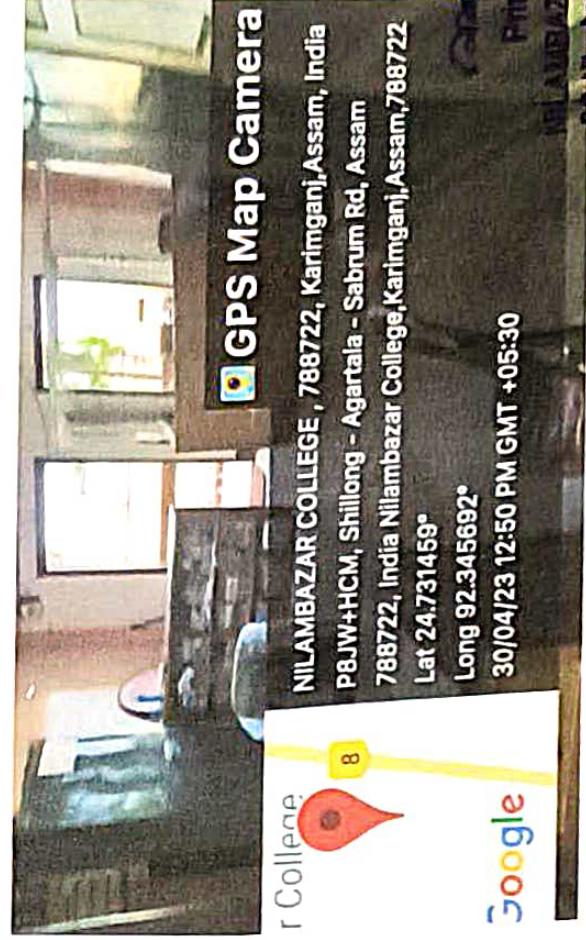 GPS Map Camera
NILAMBAZAR COLLEGE , 788722, Karimganj,Assam, India
P8JW+HCM, Shillong - Agartala - Sabrum Rd, Assam
788722, India Nilambazar College,Karimganj,Assam,788722
Lat 24.731459°
Long 92.345692°
30/04/23 12:50 PM GMT +05:30
r College
8
Google